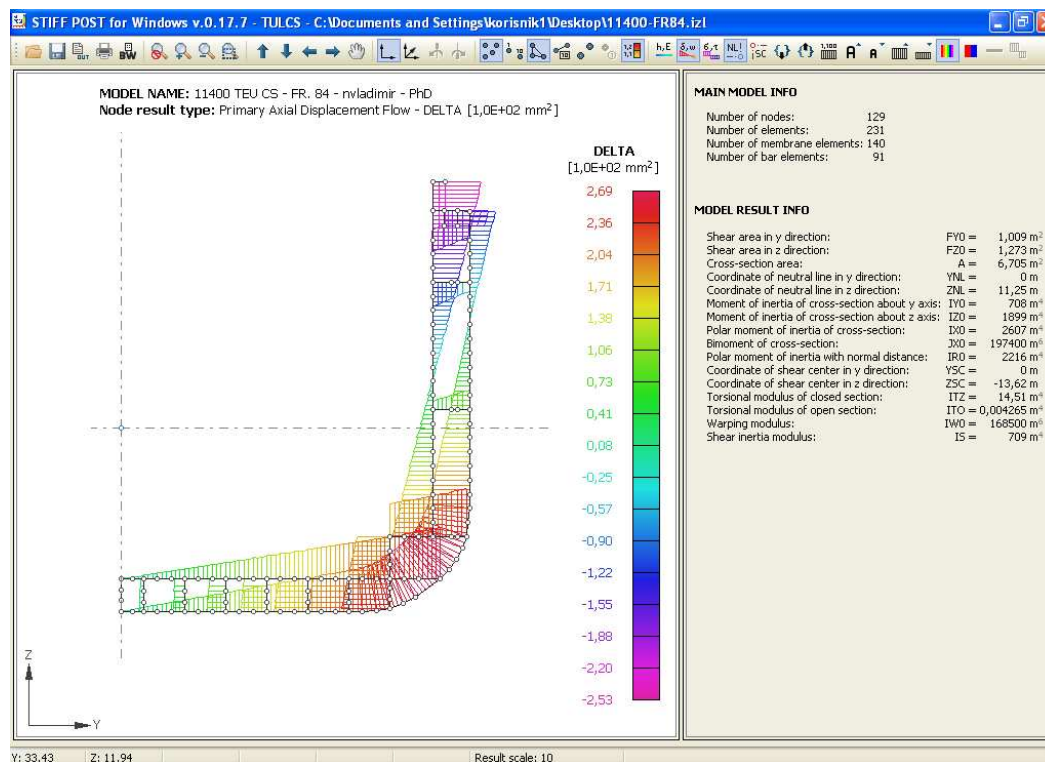 STIFF POST for Windows v.0.17.7 - TULCS - C:\Documents and Settings\korisnik1\Desktop\11400-FR84.izl
MODEL NAME: 11400 TEU CS - FR. 84 - nvladimir - PhD
Node result type: Primary Axial Displacement Flow - DELTA [1,0E+02 mm²]
DELTA
[1,0E+02 mm²]
2,69
2,36
2,04
1,71
1,38
1,06
0,73
0,41
0,08
-0,25
-0,57
-0,90
-1,22
-1,55
-1,88
-2,20
-2,53
Z
Y
MAIN MODEL INFO
Number of nodes: 129
Number of elements: 231
Number of membrane elements: 140
Number of bar elements: 91
MODEL RESULT INFO
Shear area in y direction: FY0 = 1,009 m²
Shear area in z direction: FZ0 = 1,273 m²
Cross-section area: A = 6,705 m²
Coordinate of neutral line in y direction: YNL = 0 m
Coordinate of neutral line in z direction: ZNL = 11,25 m
Moment of inertia of cross-section about y axis: IY0 = 708 m⁴
Moment of inertia of cross-section about z axis: IZ0 = 1899 m⁴
Polar moment of inertia of cross-section: IX0 = 2607 m⁴
Bimoment of cross-section: JX0 = 197400 m⁶
Polar moment of inertia with normal distance: IR0 = 2216 m⁴
Coordinate of shear center in y direction: YSC = 0 m
Coordinate of shear center in z direction: ZSC = -13,62 m
Torsional modulus of closed section: ITZ = 14,51 m⁴
Torsional modulus of open section: ITO = 0,004265 m⁴
Warping modulus: IW0 = 168500 m⁶
Shear inertia modulus: IS = 709 m⁴
Y: 33.43 Z: 11.94 Result scale: 10